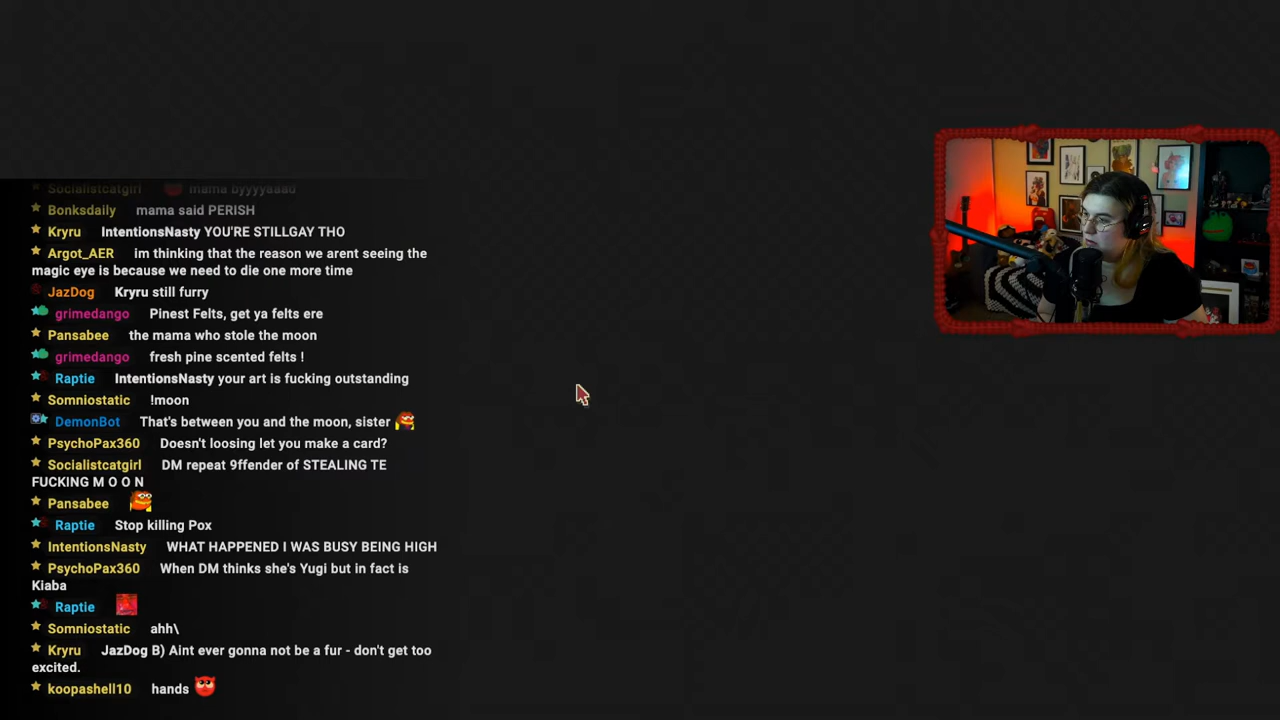 Socialistcatgirl mama byyyyaaao
Bonksdaily mama said PERISH
Kryru IntentionsNasty YOU'RE STILLGAY THO
Argot_AER im thinking that the reason we arent seeing the
magic eye is because we need to die one more time
JazDog Kryru still furry
grimedango Pinest Felts, get ya felts ere
Pansabee the mama who stole the moon
grimedango fresh pine scented felts !
Raptie IntentionsNasty your art is fucking outstanding
Somniostatic !moon
DemonBot That's between you and the moon, sister
PsychoPax360 Doesn't loosing let you make a card?
Socialistcatgirl DM repeat 9ffender of STEALING TE
FUCKING M O O N
Pansabee
Raptie Stop killing Pox
IntentionsNasty WHAT HAPPENED I WAS BUSY BEING HIGH
PsychoPax360 When DM thinks she's Yugi but in fact is
Kiaba
Raptie
Somniostatic ahh\
Kryru JazDog B) Aint ever gonna not be a fur - don't get too
excited.
koopashell10 hands